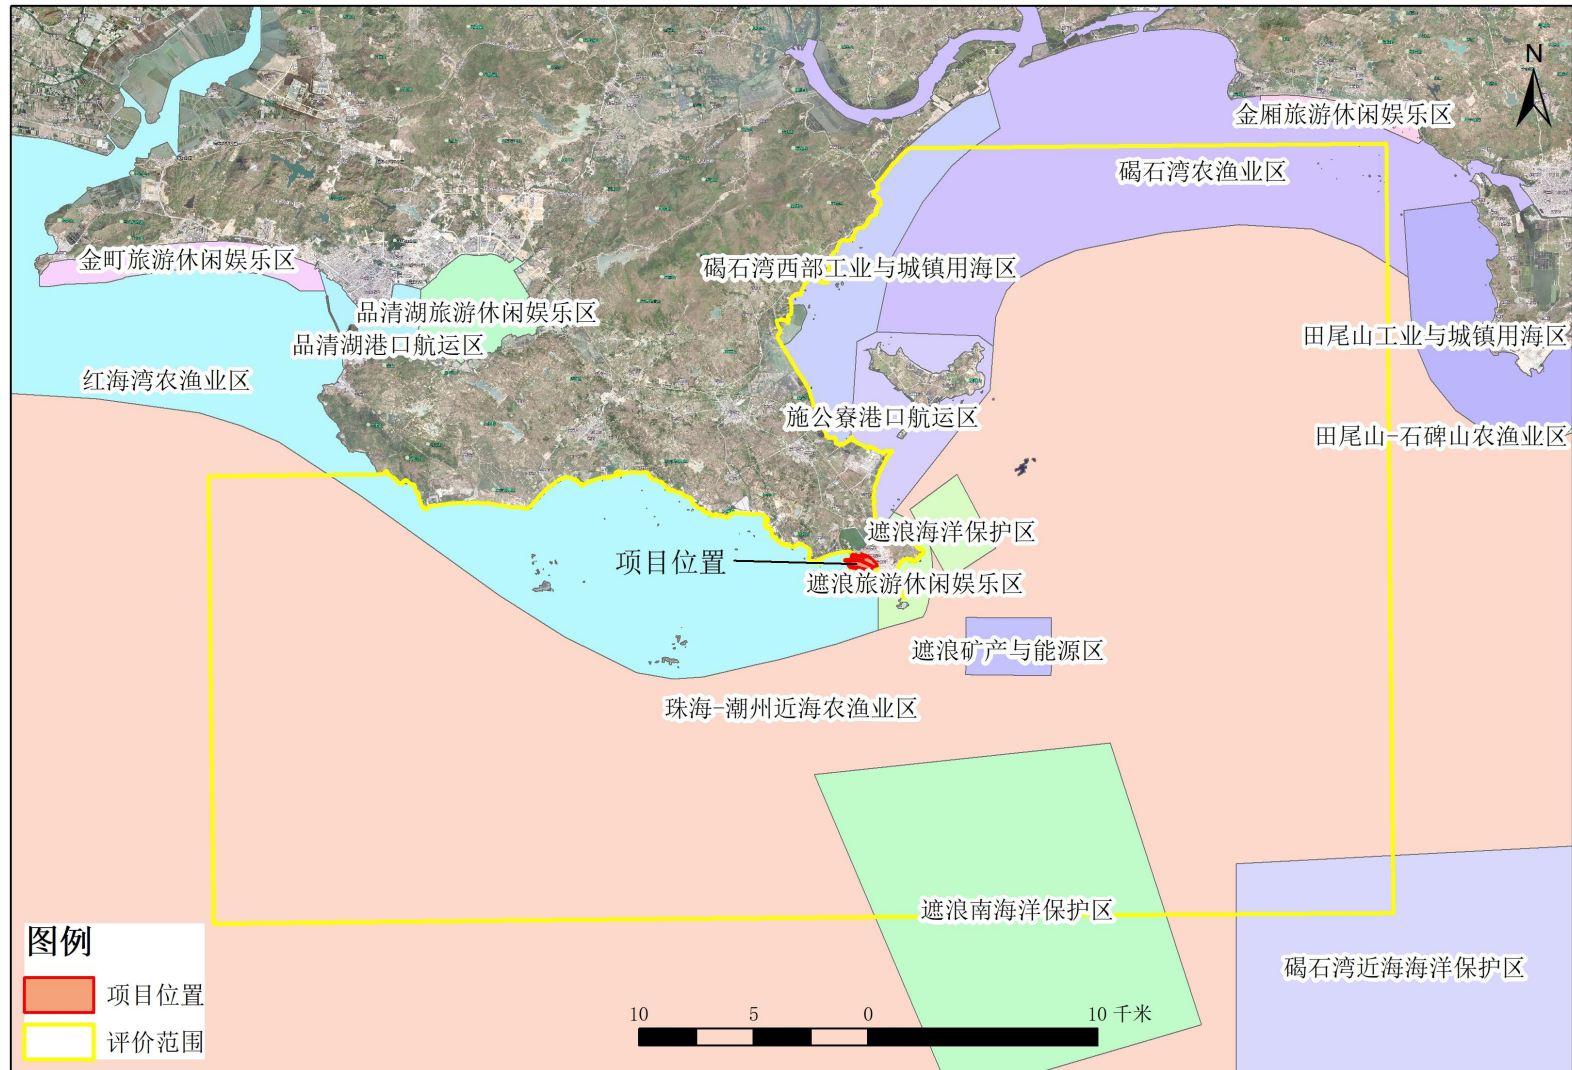 N
金厢旅游休闲娱乐区
碣石湾农渔业区
金町旅游休闲娱乐区
碣石湾西部工业与城镇用海区
品清湖旅游休闲娱乐区
品清湖港口航运区
田尾山工业与城镇用海区
红海湾农渔业区
施公寮港口航运区
田尾山-石碑山农渔业区
遮浪海洋保护区
项目位置
遮浪旅游休闲娱乐区
遮浪矿产与能源区
珠海-潮州近海农渔业区
遮浪南海洋保护区
碣石湾近海海洋保护区
图例
项目位置
评价范围
10 5 0 10 千米